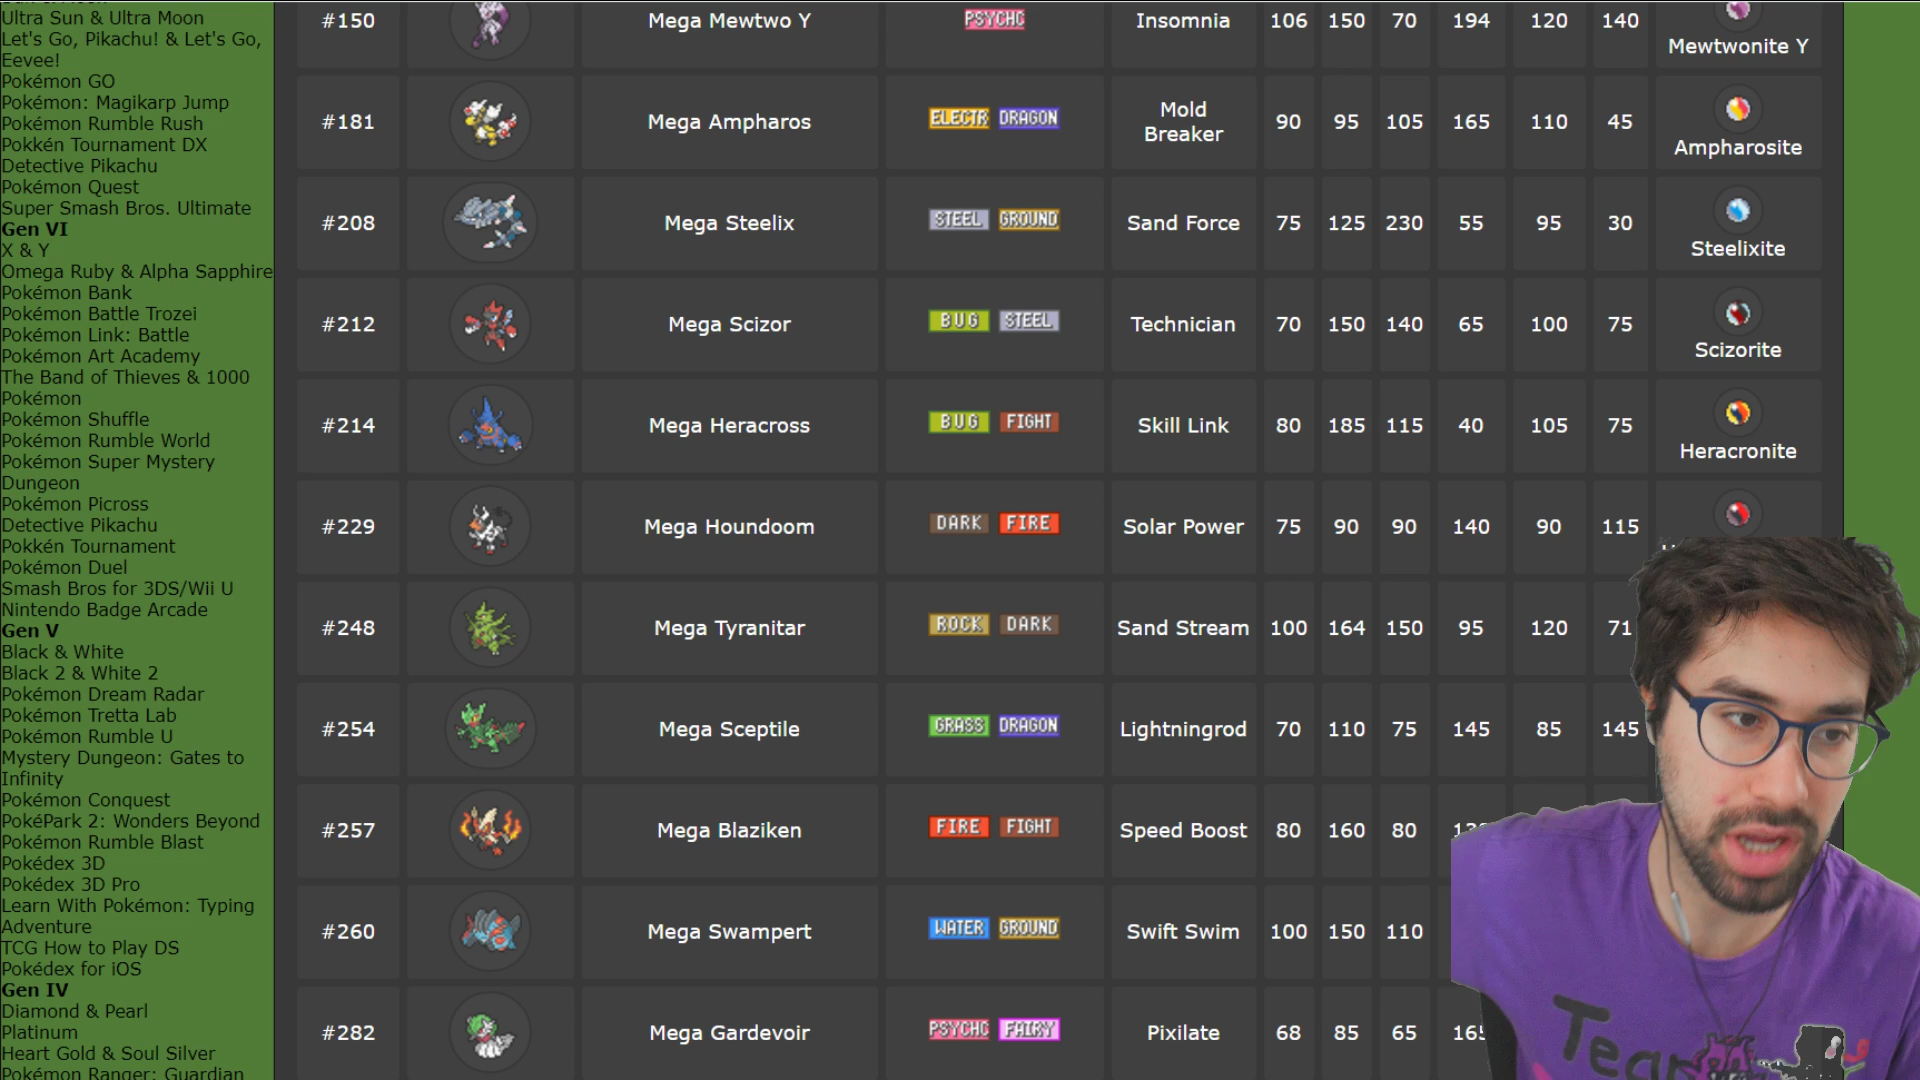 Ultra Sun & Ultra Moon
Let's Go, Pikachu! & Let's Go,
Eevee!
Pokémon GO
Pokémon: Magikarp Jump
Pokémon Rumble Rush
Pokkén Tournament DX
Detective Pikachu
Pokémon Quest
Super Smash Bros. Ultimate
Gen VI
X & Y
Omega Ruby & Alpha Sapphire
Pokémon Bank
Pokémon Battle Trozei
Pokémon Link: Battle
Pokémon Art Academy
The Band of Thieves & 1000
Pokémon
Pokémon Shuffle
Pokémon Rumble World
Pokémon Super Mystery
Dungeon
Pokémon Picross
Detective Pikachu
Pokkén Tournament
Pokémon Duel
Smash Bros for 3DS/Wii U
Nintendo Badge Arcade
Gen V
Black & White
Black 2 & White 2
Pokémon Dream Radar
Pokémon Tretta Lab
Pokémon Rumble U
Mystery Dungeon: Gates to
Infinity
Pokémon Conquest
PokéPark 2: Wonders Beyond
Pokémon Rumble Blast
Pokédex 3D
Pokédex 3D Pro
Learn With Pokémon: Typing
Adventure
TCG How to Play DS
Pokédex for iOS
Gen IV
Diamond & Pearl
Platinum
Heart Gold & Soul Silver
Pokémon Ranger: Guardian
#150 Mega Mewtwo Y PSYCHC Insomnia 106 150 70 194 120 140 Mewtwonite Y
#181 Mega Ampharos ELECTR DRAGON Mold Breaker 90 95 105 165 110 45 Ampharosite
#208 Mega Steelix STEEL GROUND Sand Force 75 125 230 55 95 30 Steelixite
#212 Mega Scizor BUG STEEL Technician 70 150 140 65 100 75 Scizorite
#214 Mega Heracross BUG FIGHT Skill Link 80 185 115 40 105 75 Heracronite
#229 Mega Houndoom DARK FIRE Solar Power 75 90 90 140 90 115
#248 Mega Tyranitar ROCK DARK Sand Stream 100 164 150 95 120 71
#254 Mega Sceptile GRASS DRAGON Lightningrod 70 110 75 145 85 145
#257 Mega Blaziken FIRE FIGHT Speed Boost 80 160 80
#260 Mega Swampert WATER GROUND Swift Swim 100 150 110
#282 Mega Gardevoir PSYCHC FAIRY Pixilate 68 85 65 165
Team